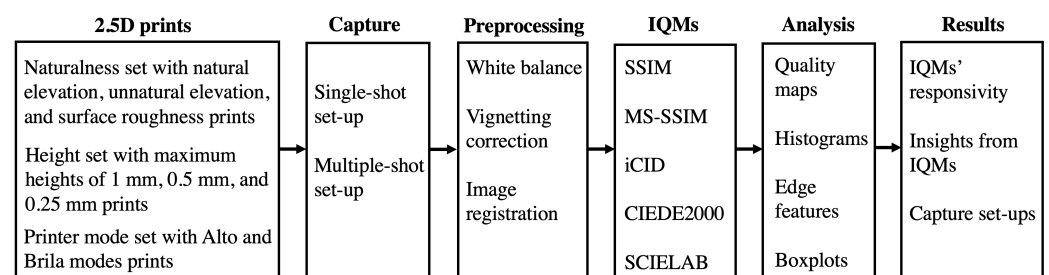 2.5D prints
Naturalness set with natural
elevation, unnatural elevation,
and surface roughness prints
Height set with maximum
heights of 1 mm, 0.5 mm, and
0.25 mm prints
Printer mode set with Alto and
Brila modes prints
Capture
Single-shot
set-up
Multiple-shot
set-up
Preprocessing
White balance
Vignetting
correction
Image
registration
IQMs
SSIM
MS-SSIM
iCID
CIEDE2000
SCIELAB
Analysis
Quality
maps
Histograms
Edge
features
Boxplots
Results
IQMs’
responsivity
Insights from
IQMs
Capture set-ups